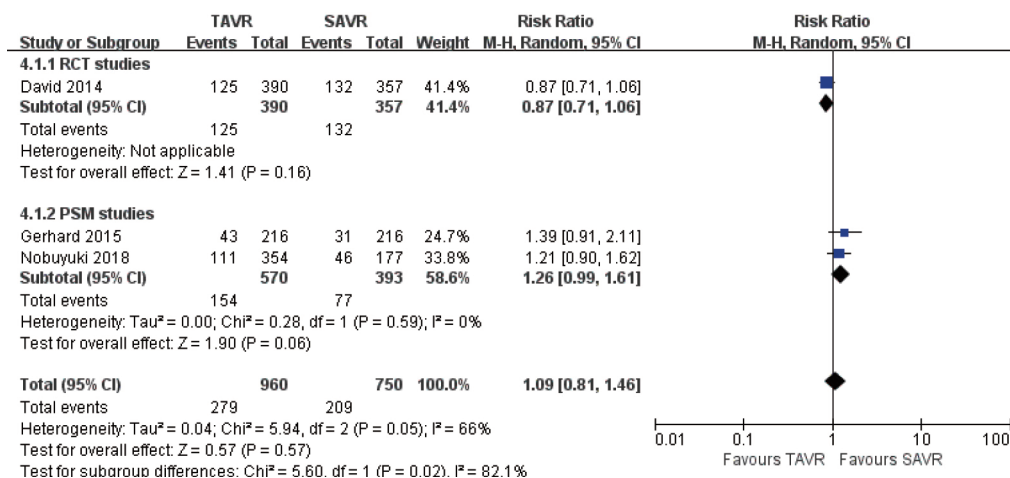 TAVR SAVR Risk Ratio Risk Ratio
Study or Subgroup Events Total Events Total Weight M-H, Random, 95% CI M-H, Random, 95% CI
4.1.1 RCT studies
David 2014 125 390 132 357 41.4% 0.87 [0.71, 1.06]
Subtotal (95% CI) 390 357 41.4% 0.87 [0.71, 1.06]
Total events 125 132
Heterogeneity: Not applicable
Test for overall effect: Z = 1.41 (P = 0.16)
4.1.2 PSM studies
Gerhard 2015 43 216 31 216 24.7% 1.39 [0.91, 2.11]
Nobuyuki 2018 111 354 46 177 33.8% 1.21 [0.90, 1.62]
Subtotal (95% CI) 570 393 58.6% 1.26 [0.99, 1.61]
Total events 154 77
Heterogeneity: Tau² = 0.00; Chi² = 0.28, df = 1 (P = 0.59); I² = 0%
Test for overall effect: Z = 1.90 (P = 0.06)
Total (95% CI) 960 750 100.0% 1.09 [0.81, 1.46]
Total events 279 209
Heterogeneity: Tau² = 0.04; Chi² = 5.94, df = 2 (P = 0.05); I² = 66%
Test for overall effect: Z = 0.57 (P = 0.57)
Test for subgroup differences: Chi² = 5.60, df = 1 (P = 0.02), I² = 82.1%
0.01 0.1 1 10 100
Favours TAVR Favours SAVR